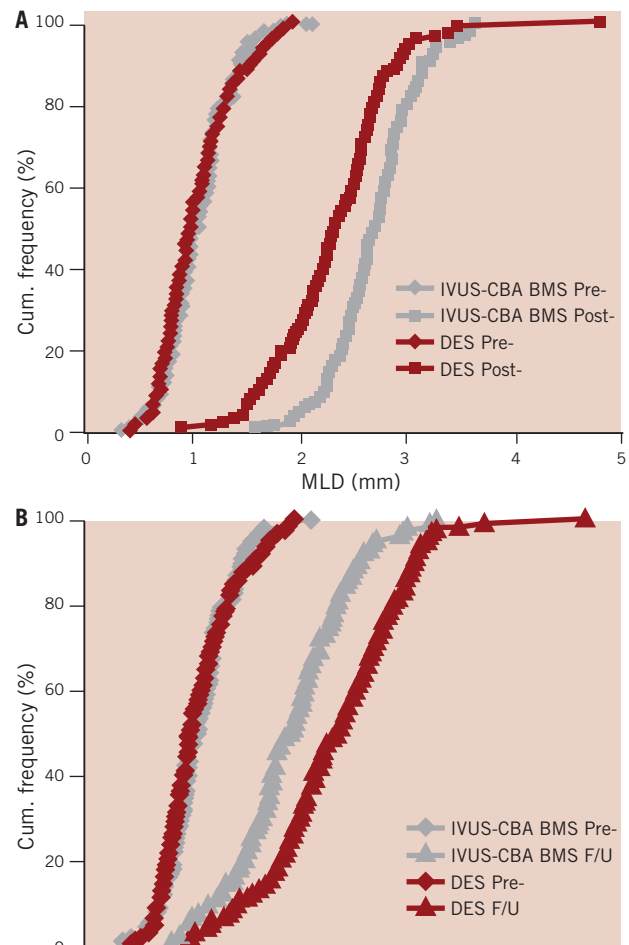 A
100
80
60
40
20
0
Cum. frequency (%)
IVUS-CBA BMS Pre-
IVUS-CBA BMS Post-
DES Pre-
DES Post-
0 1 2 3 4 5
MLD (mm)
B
100
80
60
40
20
0
Cum. frequency (%)
IVUS-CBA BMS Pre-
IVUS-CBA BMS F/U
DES Pre-
DES F/U